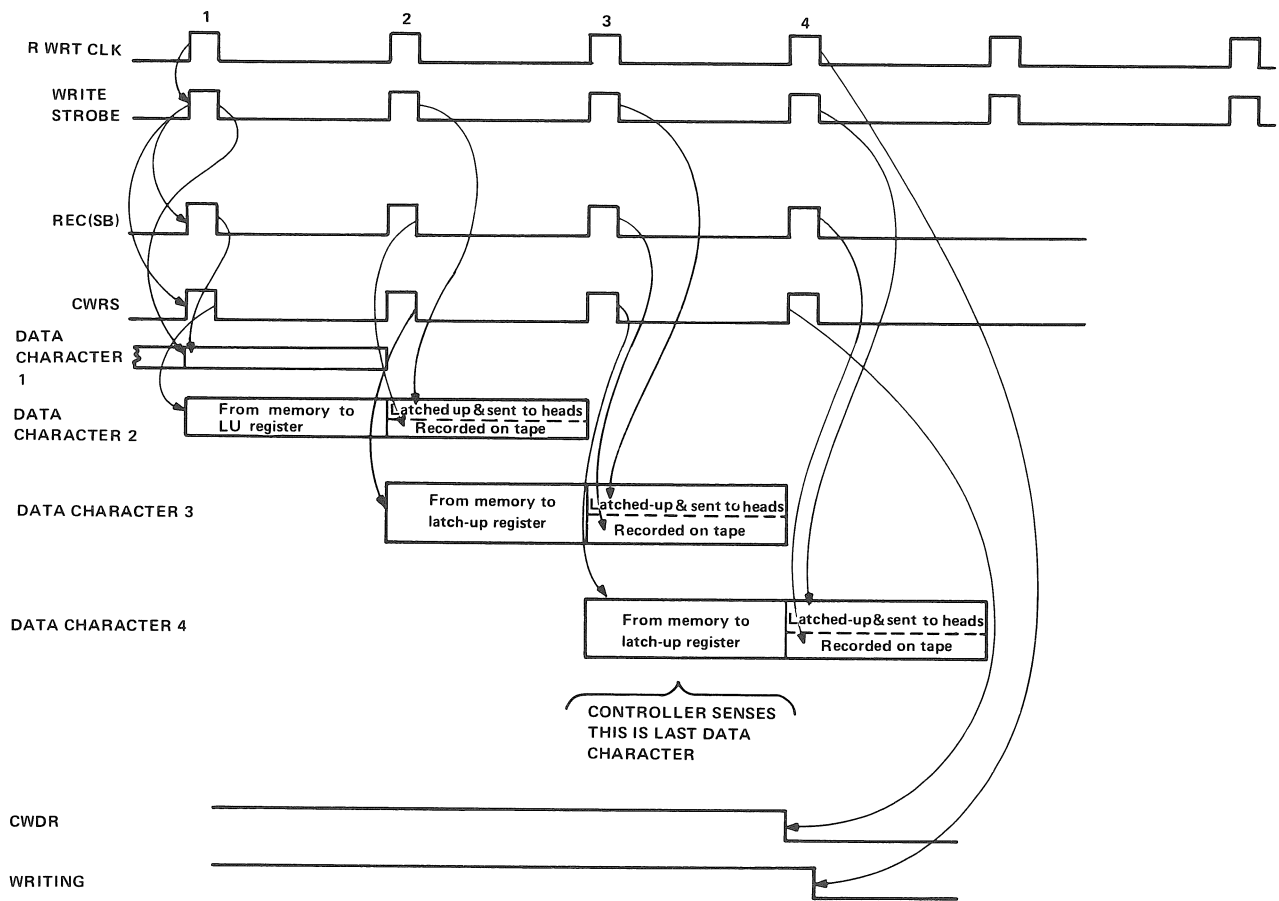 1 2 3 4
R WRT CLK
WRITE
STROBE
REC(SB)
CWRS
DATA
CHARACTER
1
DATA
CHARACTER 2
From memory to
LU register
Latched up & sent to heads
Recorded on tape
DATA CHARACTER 3
From memory to
latch-up register
Latched-up & sent to heads
Recorded on tape
DATA CHARACTER 4
From memory to
latch-up register
Latched-up & sent to heads
Recorded on tape
CONTROLLER SENSES
THIS IS LAST DATA
CHARACTER
CWDR
WRITING